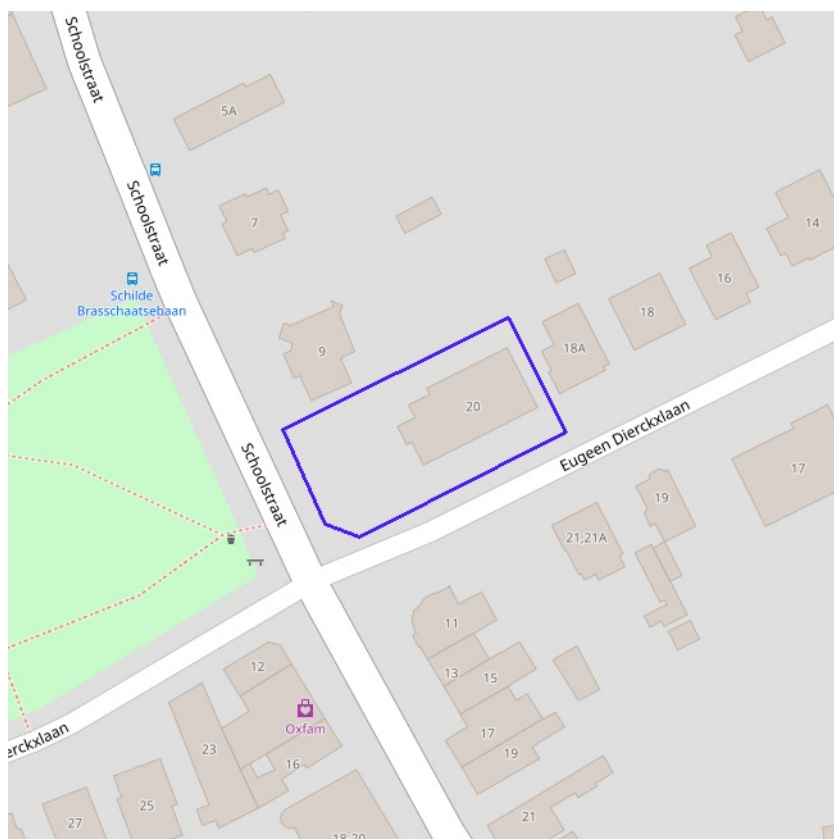 Schoolstraat
5A
Schoolstraat
7
14
16
Schilde
Brasschaatsebaan
18
18A
9
20
Eugeen Dierckxlaan
Schoolstraat
17
19
21,21A
11
12
13
15
Oxfam
17
erckxlaan
23
19
16
25
27
21
18-20